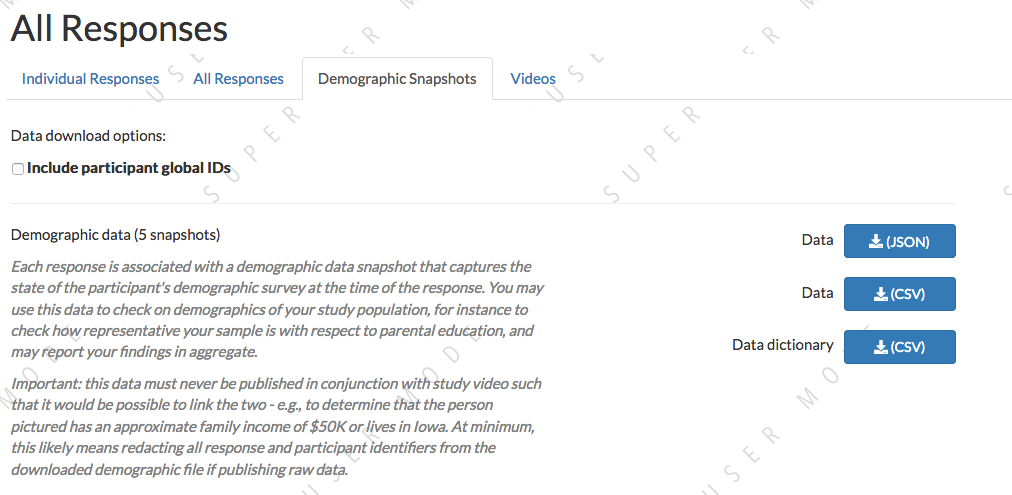 All Responses
Individual Responses All Responses Demographic Snapshots Videos
Data download options:
Include participant global IDs
Demographic data (5 snapshots)
Each response is associated with a demographic data snapshot that captures the
state of the participant's demographic survey at the time of the response. You may
use this data to check on demographics of your study population, for instance to
check how representative your sample is with respect to parental education, and
may report your findings in aggregate.
Important: this data must never be published in conjunction with study video such
that it would be possible to link the two - e.g., to determine that the person
pictured has an approximate family income of $50K or lives in Iowa. At minimum,
this likely means redacting all response and participant identifiers from the
downloaded demographic file if publishing raw data.
Data (JSON)
Data (CSV)
Data dictionary (CSV)
SUPER USER MODE